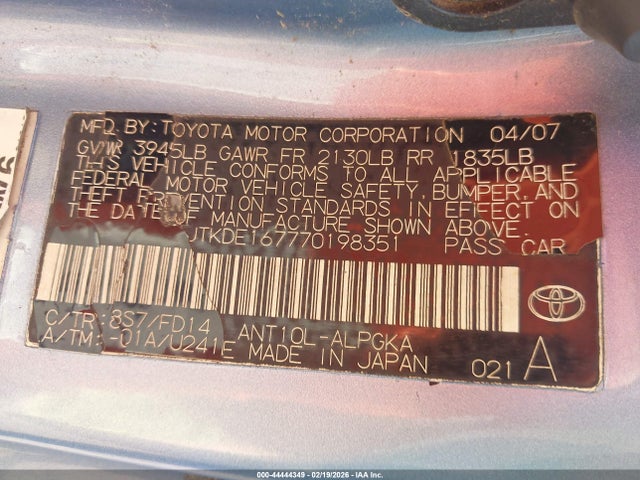 MFD BY: TOYOTA MOTOR CORPORATION 04/07
GVWR 3945LB GAWR FR 2130LB RR 1835LB
THIS VEHICLE CONFORMS TO ALL APPLICABLE
FEDERAL MOTOR VEHICLE SAFETY, BUMPER, AND
THEFT PREVENTION STANDARDS IN EFFECT ON
THE DATE OF MANUFACTURE SHOWN ABOVE.
JTKDE167770198351 PASS CAR
C/TR: 8S7/FD14 ANT10L-ALPGKA
A/TM: -01A/U241E MADE IN JAPAN 021 A
TOYOTA
000-44444349 - 02/19/2026 - IAA Inc.